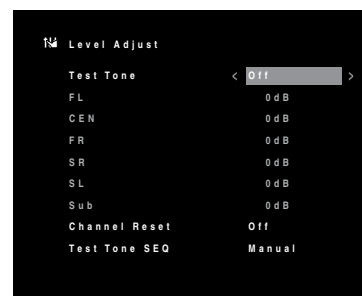 Level Adjust
Test Tone < Off >
FL 0dB
CEN 0dB
FR 0dB
SR 0dB
SL 0dB
Sub 0dB
Channel Reset Off
Test Tone SEQ Manual